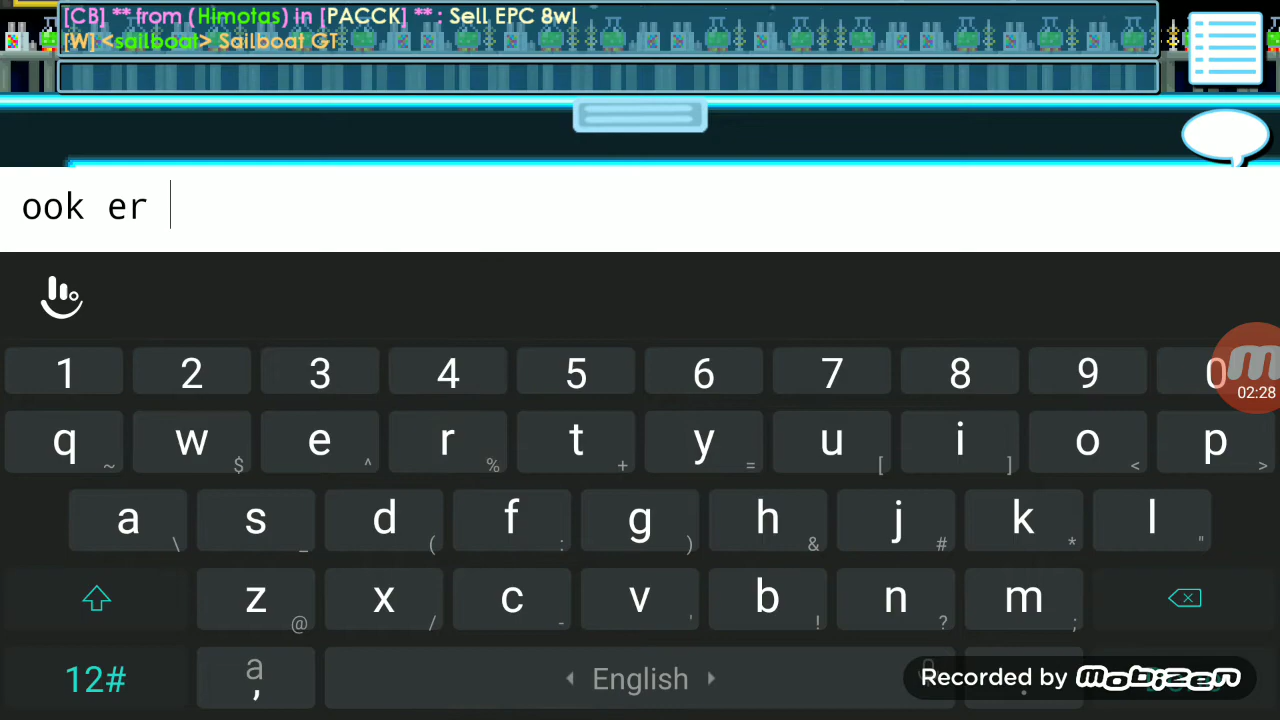 [CB] ** from (Himotas) in [PACCK] ** : Sell EPC 8wl
[W] <sailboat> Sailboat GT
ook er
1 2 3 4 5 6 7 8 9 0
02:28
q ~ w $ e ^ r % t + y = u [ i ] o < p >
a \ s _ d ( f : g ) h & j # k * l "
z @ x / c - v ' b ! n ? m ;
12# a , English .
Recorded by mobizen